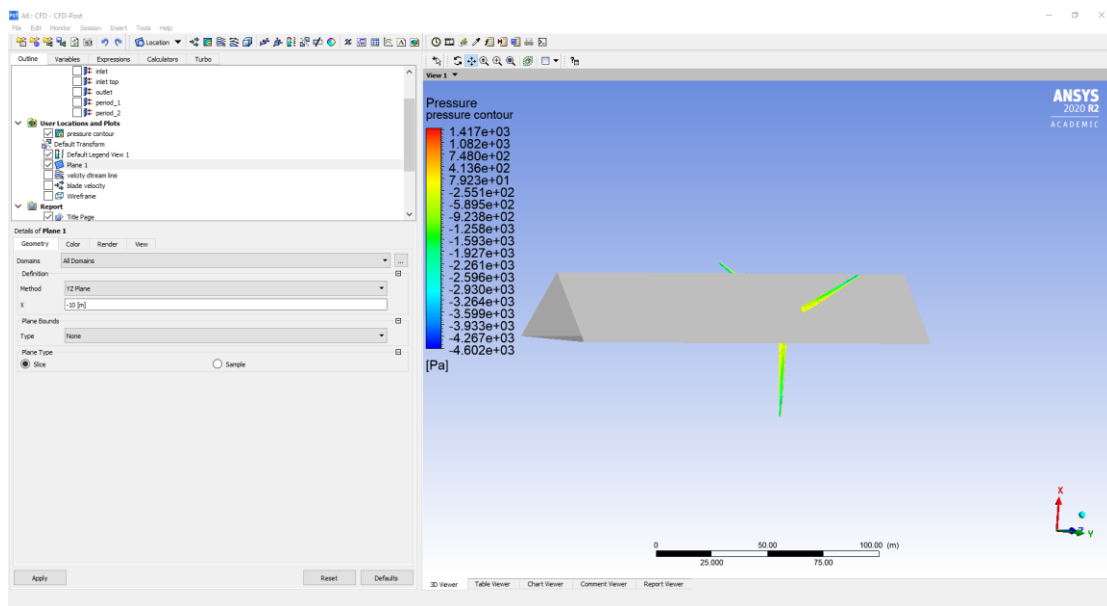 A6 : CFD - CFD-Post
File Edit Monitor Session Insert Tools Help
Location
Outline Variables Expressions Calculators Turbo
inlet
inlet top
outlet
period_1
period_2
User Locations and Plots
pressure contour
Default Transform
Default Legend View 1
Plane 1
velcity dtream line
blade velocity
Wireframe
Report
Title Page
Details of Plane 1
Geometry Color Render View
Domains All Domains ...
Definition
Method YZ Plane
X -10 [m]
Plane Bounds
Type None
Plane Type
Slice Sample
Apply Reset Defaults
View 1
Pressure
pressure contour
1.417e+03
1.082e+03
7.480e+02
4.136e+02
7.923e+01
-2.551e+02
-5.895e+02
-9.238e+02
-1.258e+03
-1.593e+03
-1.927e+03
-2.261e+03
-2.596e+03
-2.930e+03
-3.264e+03
-3.599e+03
-3.933e+03
-4.267e+03
-4.602e+03
[Pa]
ANSYS
2020 R2
ACADEMIC
X
Z Y
0 50.00 100.00 (m)
25.000 75.00
3D Viewer Table Viewer Chart Viewer Comment Viewer Report Viewer